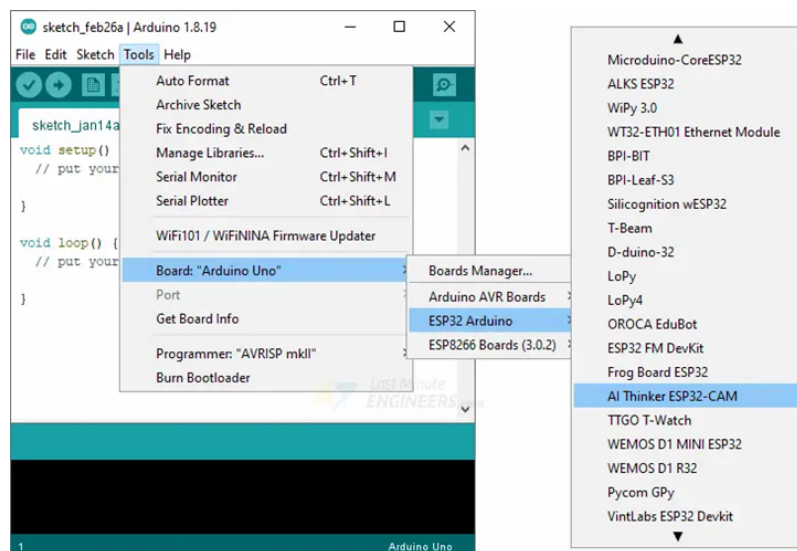 sketch_feb26a | Arduino 1.8.19
File Edit Sketch Tools Help
sketch_jan14a
void setup()
// put your
}
void loop() {
// put your
}
Auto Format Ctrl+T
Archive Sketch
Fix Encoding & Reload
Manage Libraries... Ctrl+Shift+I
Serial Monitor Ctrl+Shift+M
Serial Plotter Ctrl+Shift+L
WiFi101 / WiFiNINA Firmware Updater
Board: "Arduino Uno"
Port
Get Board Info
Programmer: "AVRISP mkII"
Burn Bootloader
Boards Manager...
Arduino AVR Boards
ESP32 Arduino
ESP8266 Boards (3.0.2)
Microduino-CoreESP32
ALKS ESP32
WiPy 3.0
WT32-ETH01 Ethernet Module
BPI-BIT
BPI-Leaf-S3
Silicognition wESP32
T-Beam
D-duino-32
LoPy
LoPy4
OROCA EduBot
ESP32 FM DevKit
Frog Board ESP32
AI Thinker ESP32-CAM
TTGO T-Watch
WEMOS D1 MINI ESP32
WEMOS D1 R32
Pycom GPy
VintLabs ESP32 Devkit
Last Minute
ENGINEERS
1 Arduino Uno